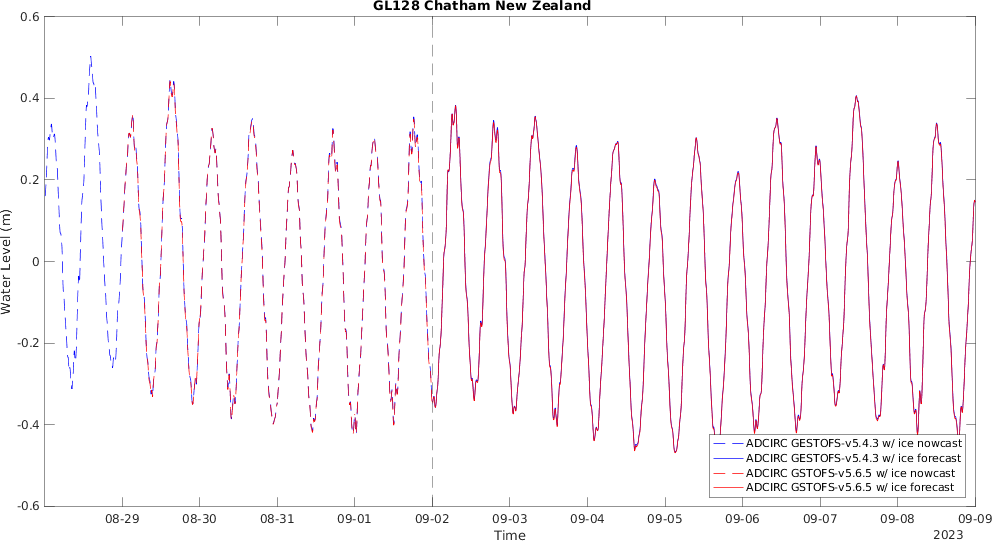 GL128 Chatham New Zealand
0.6
0.4
0.2
0
-0.2
-0.4
-0.6
Water Level (m)
ADCIRC GESTOFS-v5.4.3 w/ ice nowcast
ADCIRC GESTOFS-v5.4.3 w/ ice forecast
ADCIRC GSTOFS-v5.6.5 w/ ice nowcast
ADCIRC GSTOFS-v5.6.5 w/ ice forecast
08-29 08-30 08-31 09-01 09-02 09-03 09-04 09-05 09-06 09-07 09-08 09-09
Time
2023